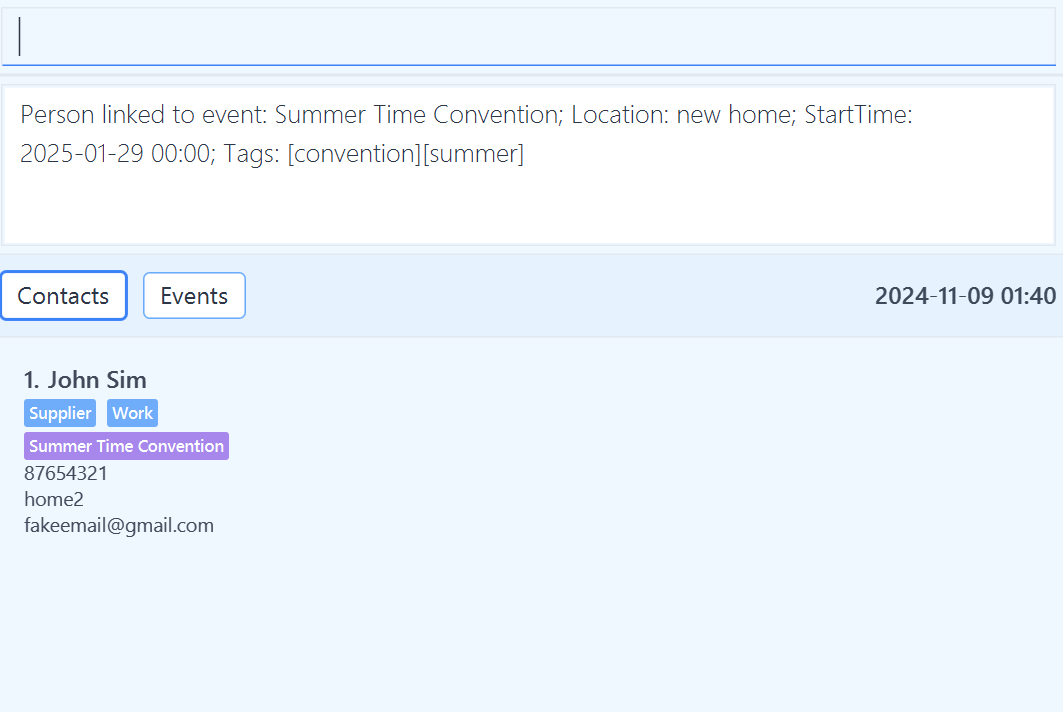 Person linked to event: Summer Time Convention; Location: new home; StartTime:
2025-01-29 00:00; Tags: [convention][summer]
Contacts Events 2024-11-09 01:40
1. John Sim
Supplier Work
Summer Time Convention
87654321
home2
fakeemail@gmail.com